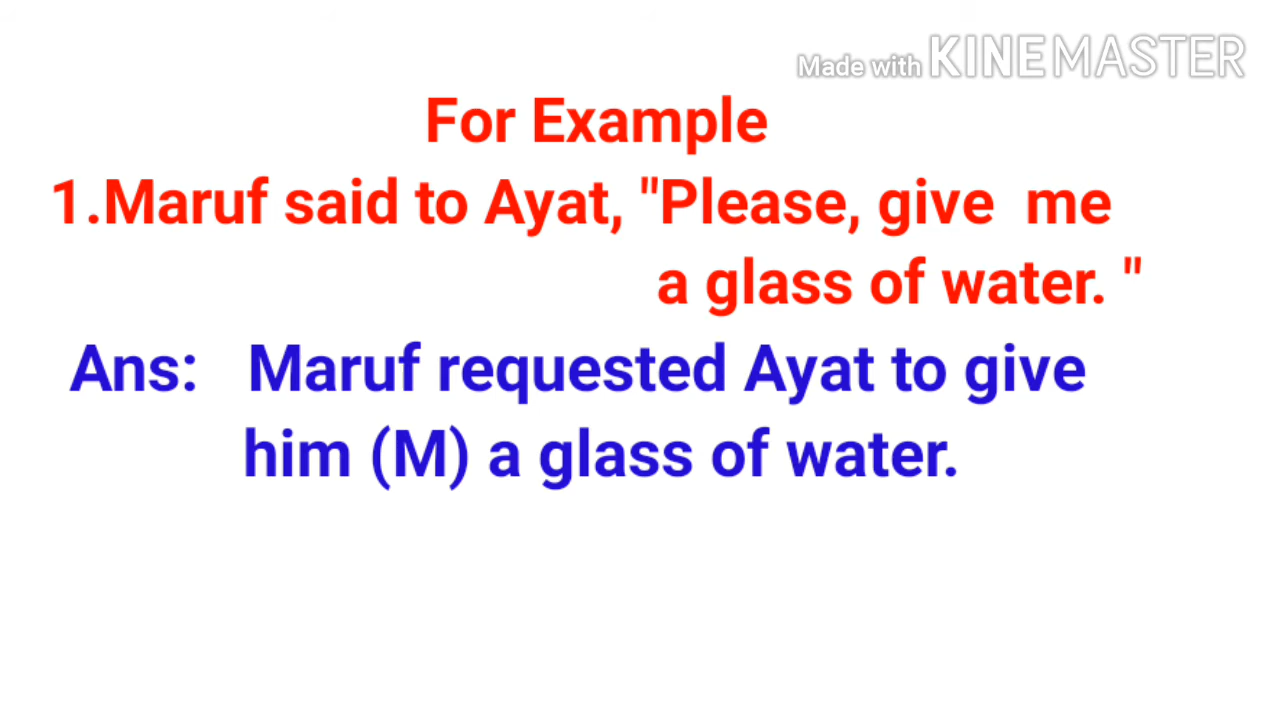 Made with KINEMASTER
For Example
1.Maruf said to Ayat, "Please, give me
a glass of water. "
Ans: Maruf requested Ayat to give
him (M) a glass of water.